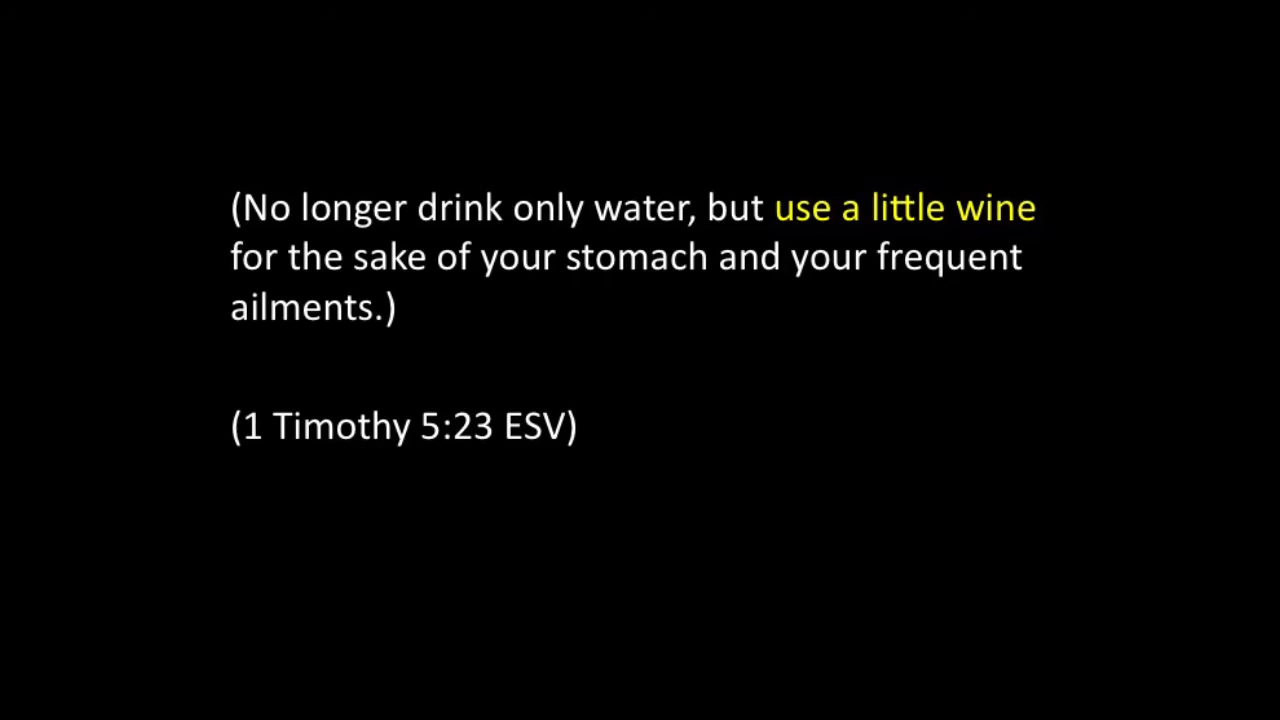 (No longer drink only water, but use a little wine
for the sake of your stomach and your frequent
ailments.)
(1 Timothy 5:23 ESV)